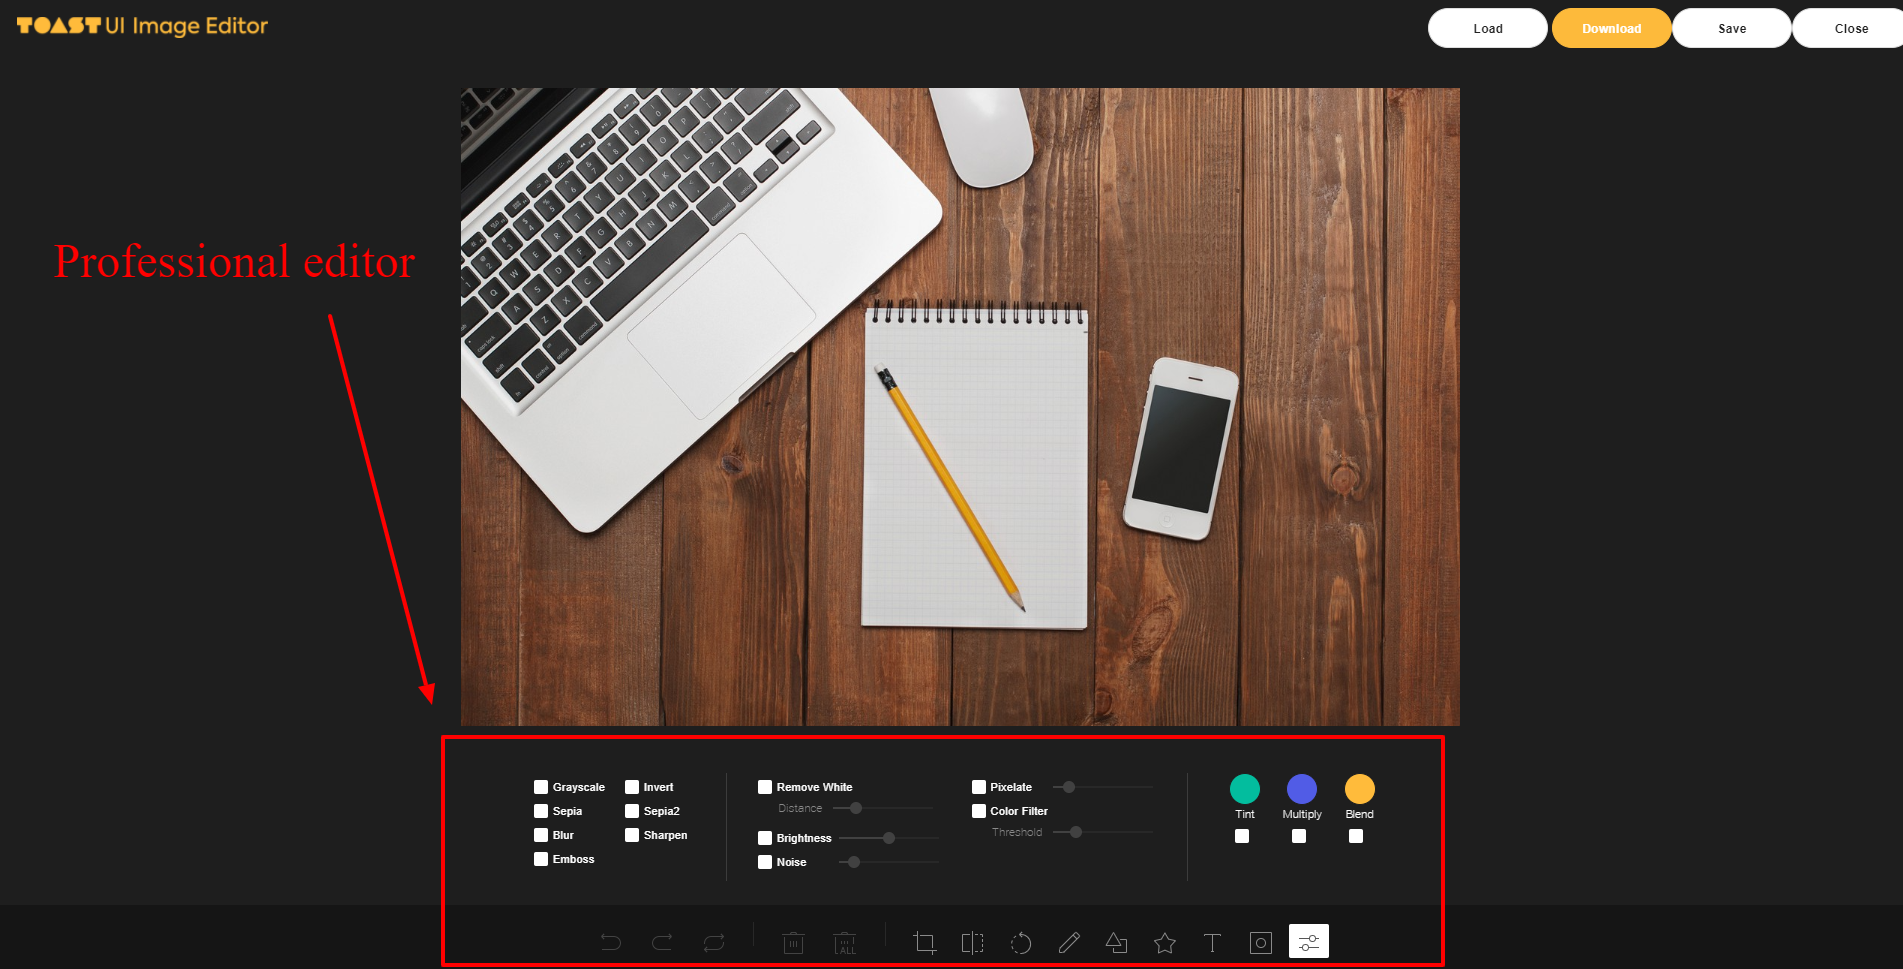 TOAST UI Image Editor
Load
Download
Save
Close
Professional editor
Grayscale
Invert
Remove White
Pixelate
Sepia
Sepia2
Distance
Color Filter
Blur
Sharpen
Brightness
Threshold
Emboss
Noise
Tint
Multiply
Blend
ALL